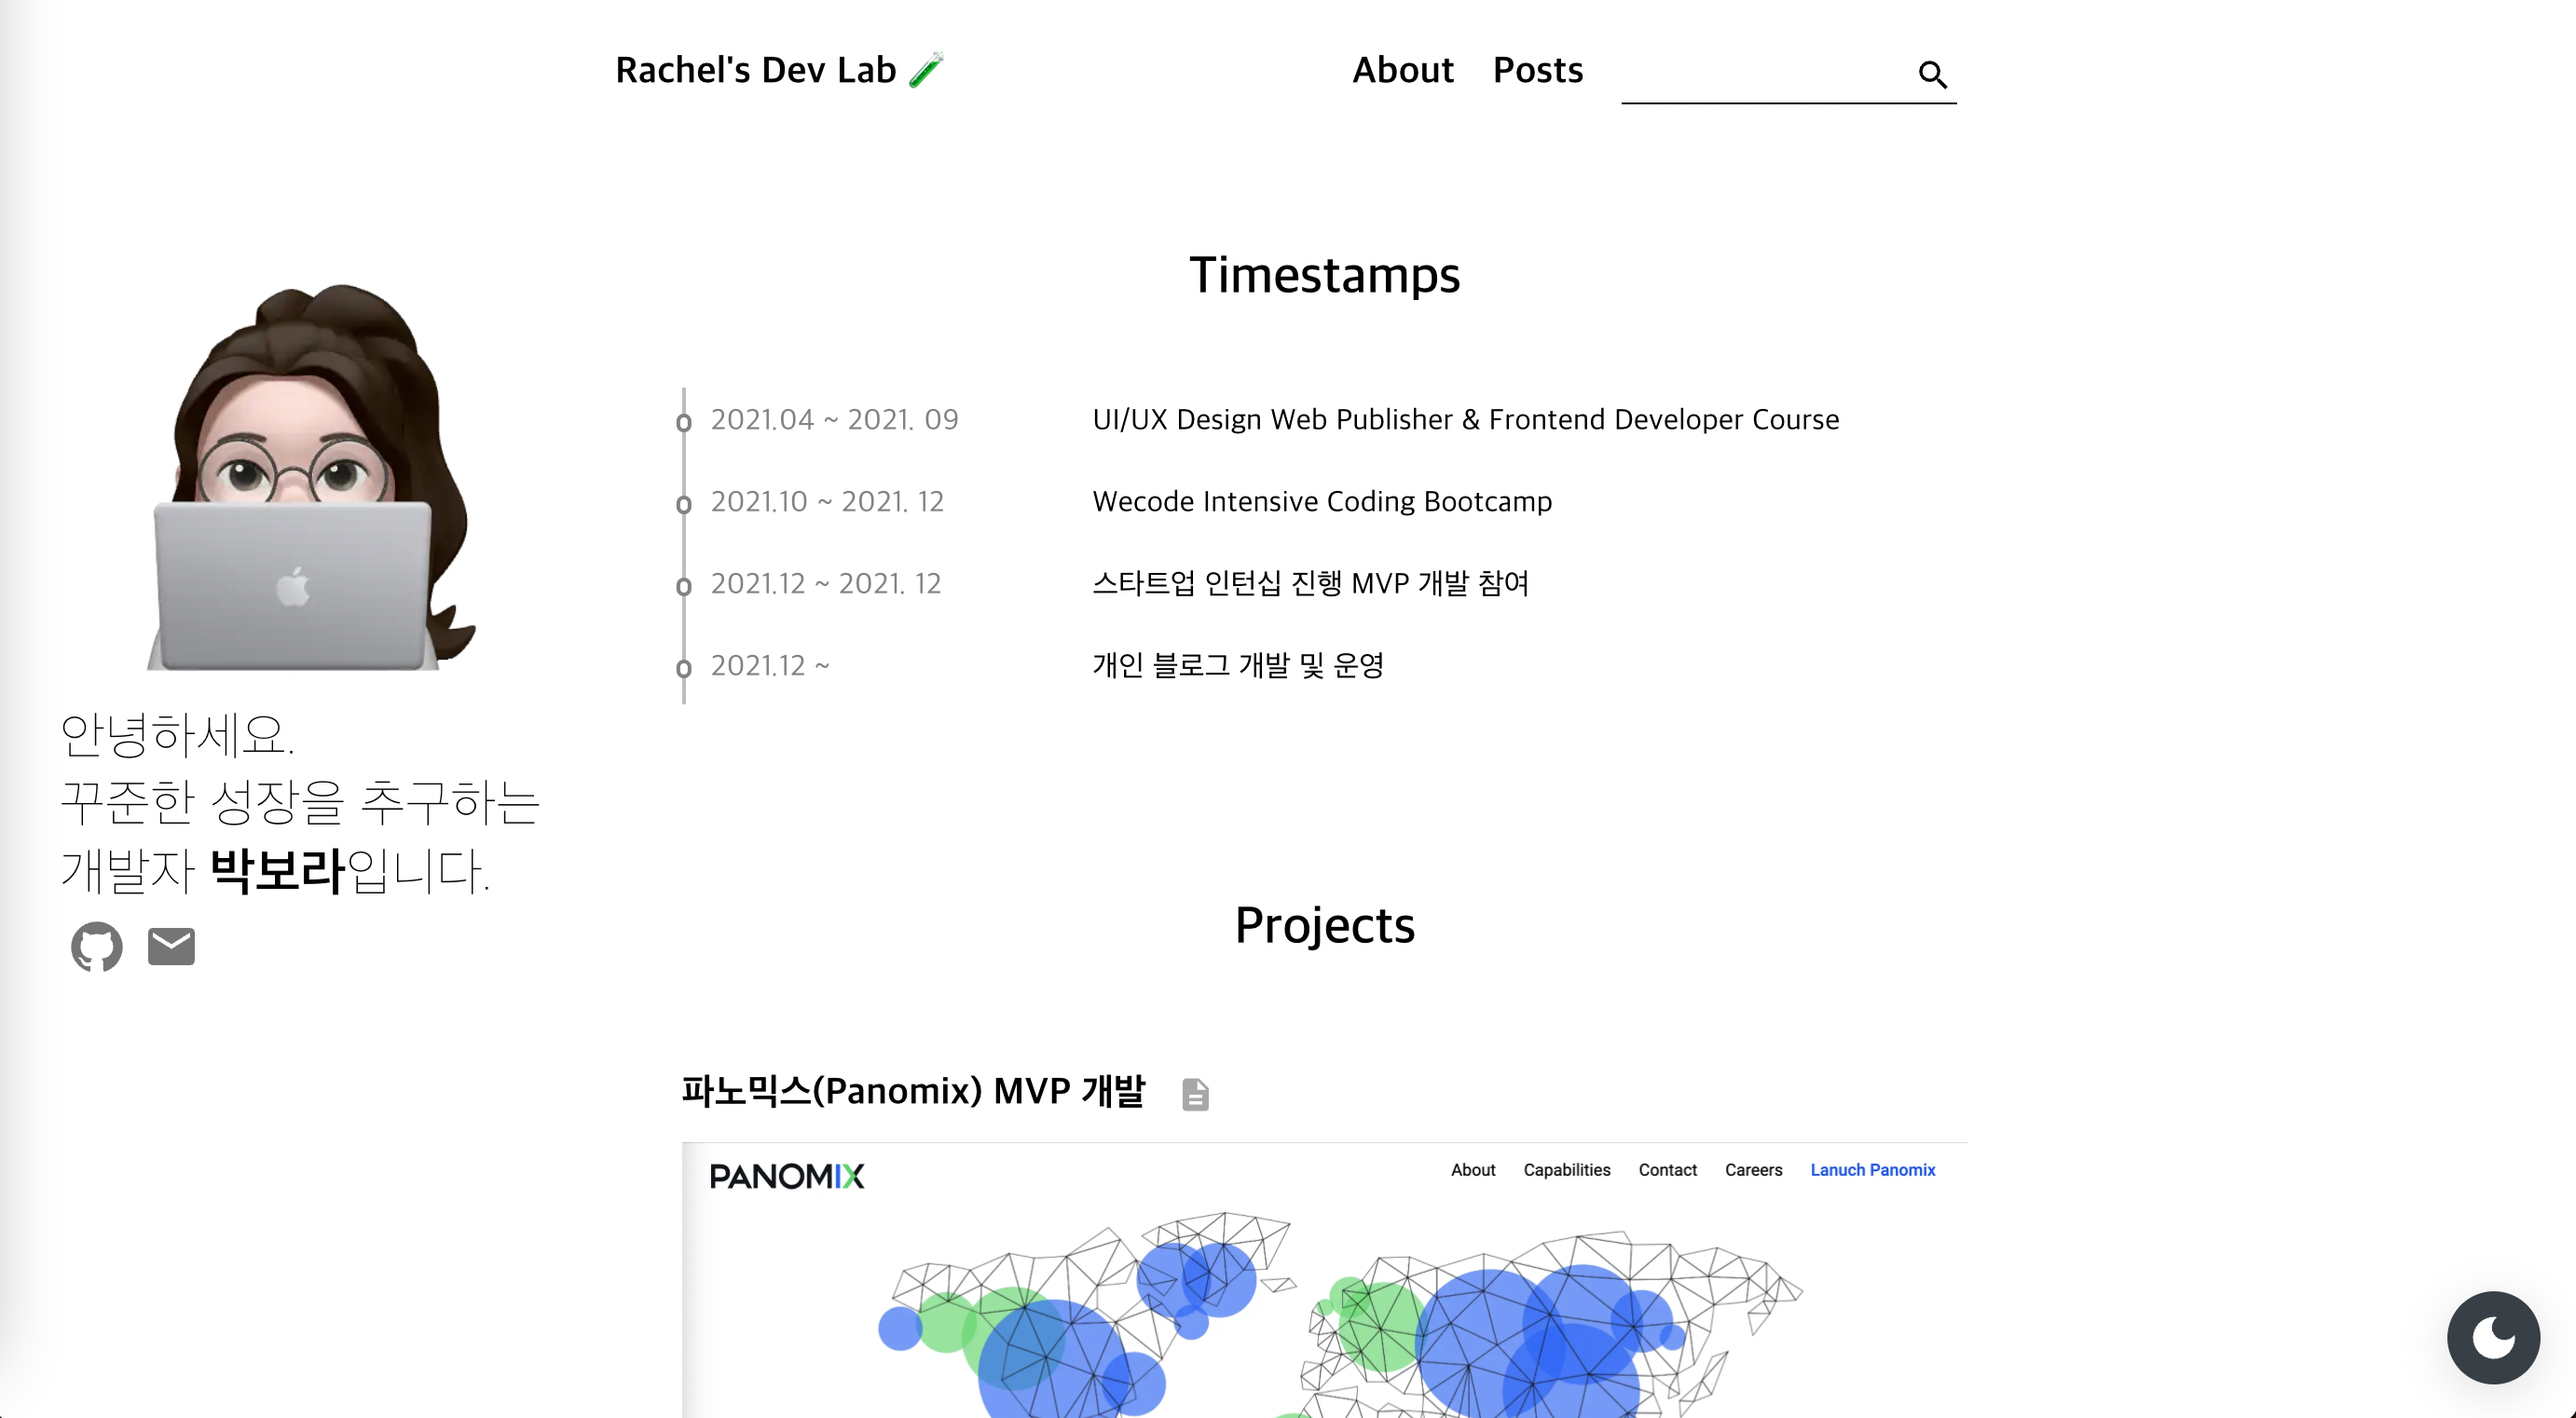 Rachel's Dev Lab 🧪
About Posts
Timestamps
2021.04 ~ 2021. 09 UI/UX Design Web Publisher & Frontend Developer Course
2021.10 ~ 2021. 12 Wecode Intensive Coding Bootcamp
2021.12 ~ 2021. 12 스타트업 인턴십 진행 MVP 개발 참여
2021.12 ~ 개인 블로그 개발 및 운영
안녕하세요.
꾸준한 성장을 추구하는
개발자 박보라입니다.
Projects
파노믹스(Panomix) MVP 개발
PANOMIX
About Capabilities Contact Careers Lanuch Panomix